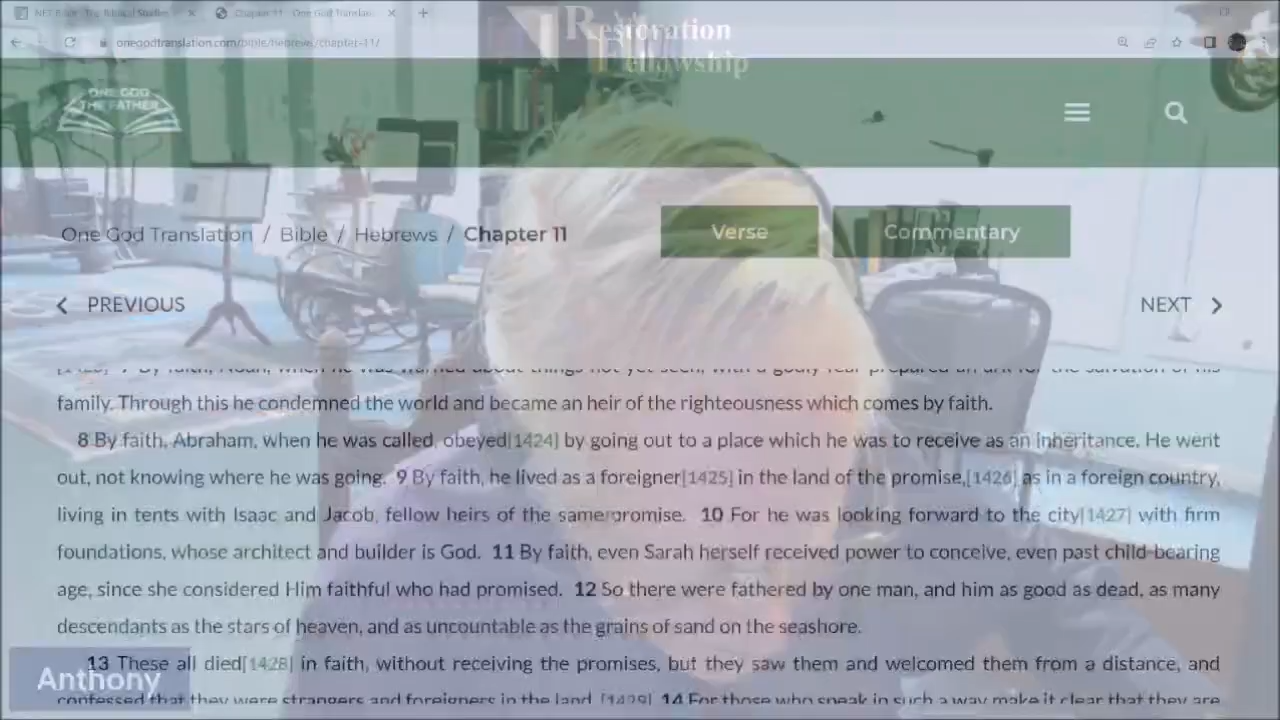 NET Bible
Chapter 11 - One God Translation
onegodtranslation.com/bible/hebrews/chapter-11/
Restoration
Fellowship
ONE GOD
THE FATHER
One God Translation / Bible / Hebrews / Chapter 11
Verse
Commentary
PREVIOUS
NEXT
7 By faith, Noah, when he was warned about things not yet seen, with a godly fear prepared an ark for the salvation of his
family. Through this he condemned the world and became an heir of the righteousness which comes by faith.
8 By faith, Abraham, when he was called, obeyed[1424] by going out to a place which he was to receive as an inheritance. He went
out, not knowing where he was going. 9 By faith, he lived as a foreigner[1425] in the land of the promise,[1426] as in a foreign country,
living in tents with Isaac and Jacob, fellow heirs of the same promise. 10 For he was looking forward to the city[1427] with firm
foundations, whose architect and builder is God. 11 By faith, even Sarah herself received power to conceive, even past child-bearing
age, since she considered Him faithful who had promised. 12 So there were fathered by one man, and him as good as dead, as many
descendants as the stars of heaven, and as uncountable as the grains of sand on the seashore.
13 These all died[1428] in faith, without receiving the promises, but they saw them and welcomed them from a distance, and
confessed that they were strangers and foreigners in the land.[1429] 14 For those who speak in such a way make it clear that they are
Anthony